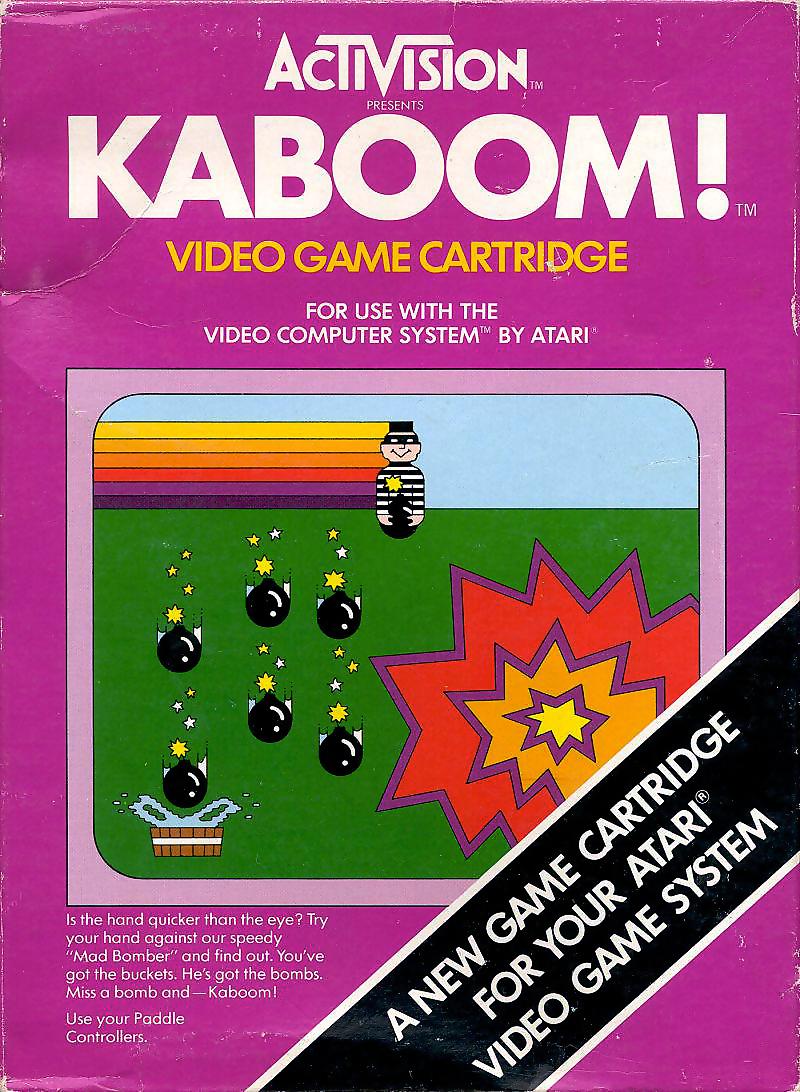 ACTIVISION™
PRESENTS
KABOOM!™
VIDEO GAME CARTRIDGE
FOR USE WITH THE
VIDEO COMPUTER SYSTEM™ BY ATARI®
Is the hand quicker than the eye? Try
your hand against our speedy
"Mad Bomber" and find out. You've
got the buckets. He's got the bombs.
Miss a bomb and—Kaboom!
Use your Paddle
Controllers.
A NEW GAME CARTRIDGE
FOR YOUR ATARI®
VIDEO GAME SYSTEM